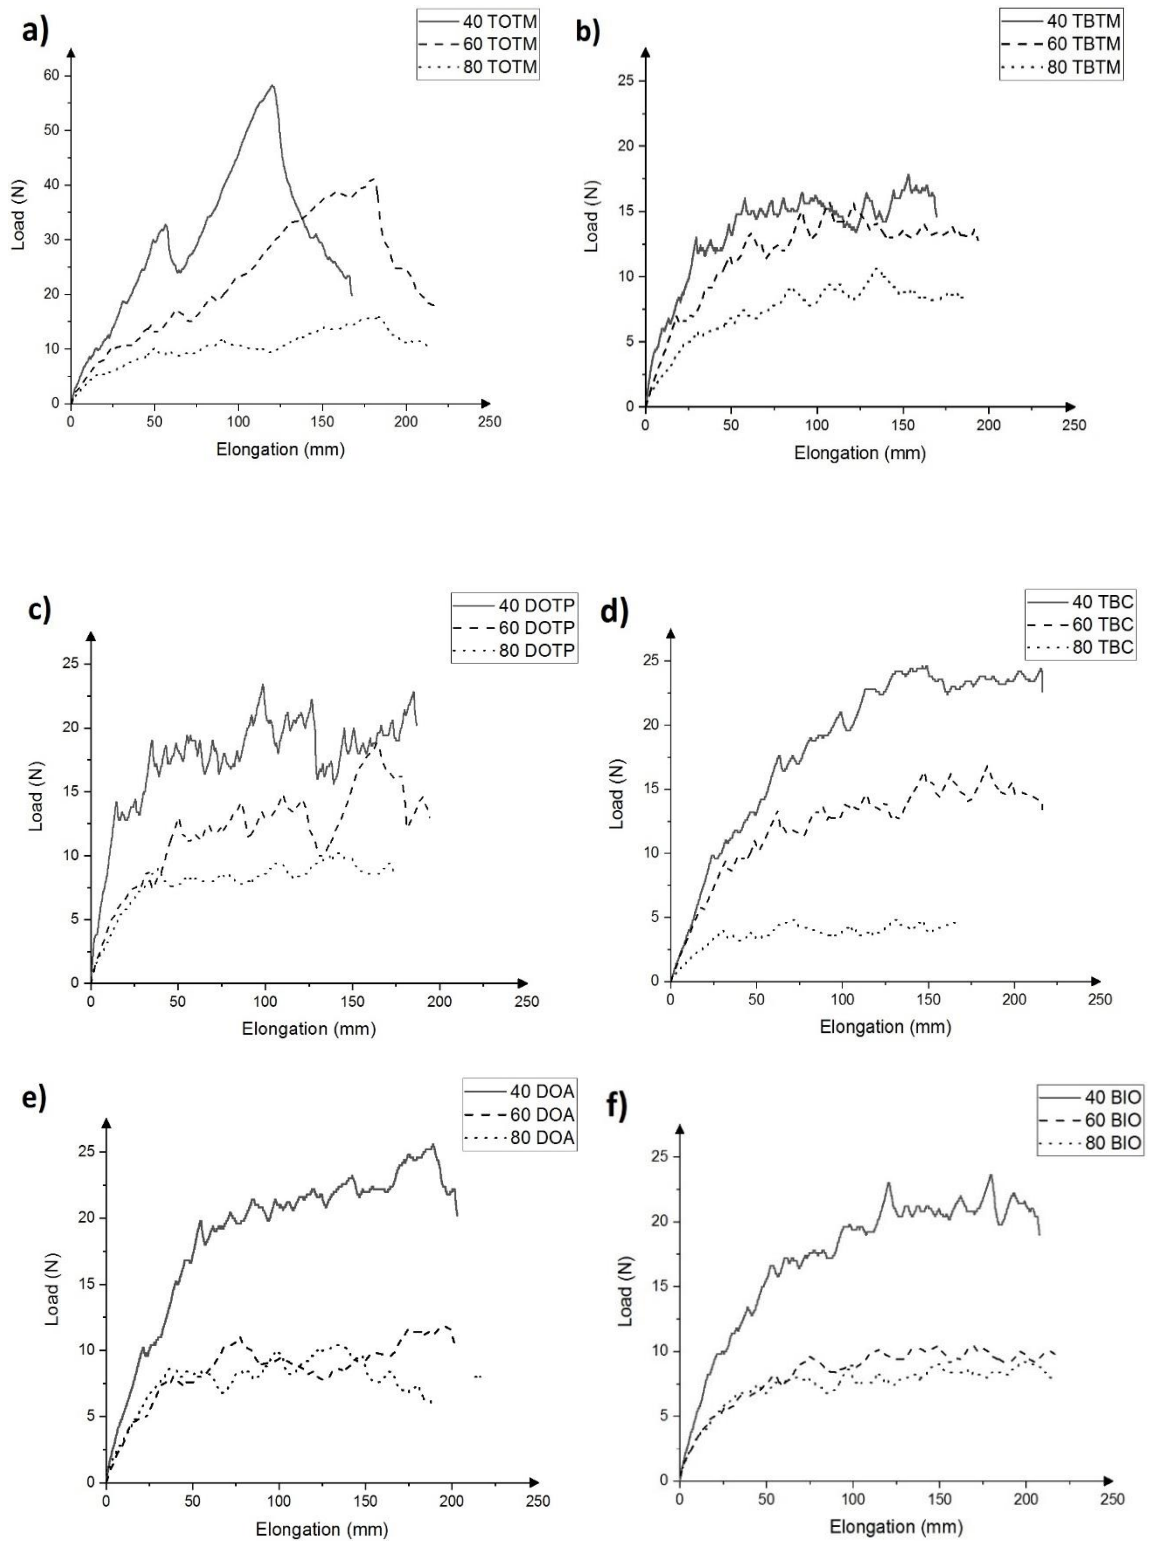 a)
40 TOTM
60 TOTM
80 TOTM
60
50
40
30
20
10
0
Load (N)
0 50 100 150 200 250
Elongation (mm)
b)
40 TBTM
60 TBTM
80 TBTM
25
20
15
10
5
0
Load (N)
0 50 100 150 200 250
Elongation (mm)
c)
40 DOTP
60 DOTP
80 DOTP
25
20
15
10
5
0
Load (N)
0 50 100 150 200 250
Elongation (mm)
d)
40 TBC
60 TBC
80 TBC
25
20
15
10
5
0
Load (N)
0 50 100 150 200 250
Elongation (mm)
e)
40 DOA
60 DOA
80 DOA
25
20
15
10
5
0
Load (N)
0 50 100 150 200 250
Elongation (mm)
f)
40 BIO
60 BIO
80 BIO
25
20
15
10
5
0
Load (N)
0 50 100 150 200 250
Elongation (mm)